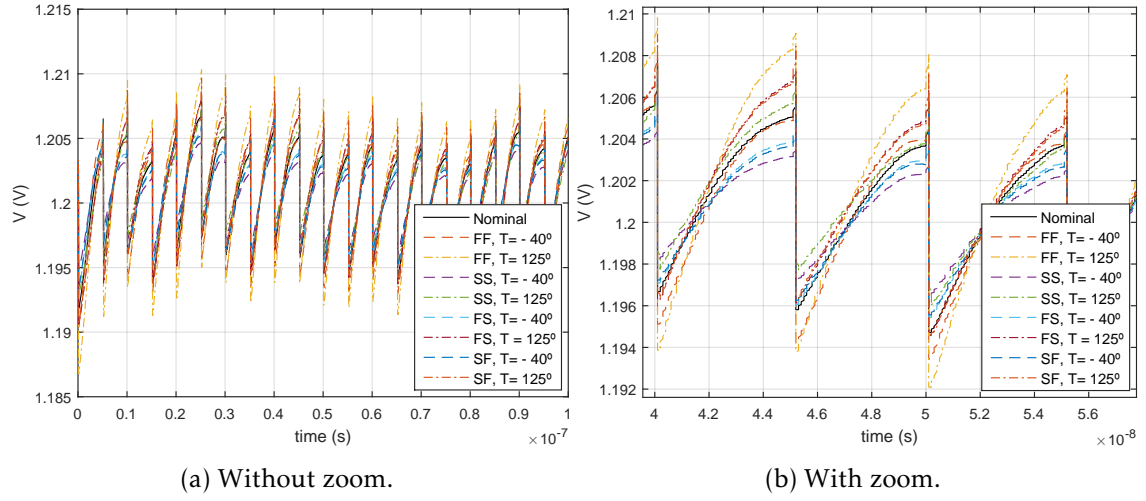 1.215
1.21
1.205
1.2
1.195
1.19
1.185
V (V)
0
0.1
0.2
0.3
0.4
0.5
0.6
0.7
0.8
0.9
1
time (s)
×10⁻⁷
Nominal
FF, T= - 40º
FF, T= 125º
SS, T= - 40º
SS, T= 125º
FS, T= - 40º
FS, T= 125º
SF, T= - 40º
SF, T= 125º
(a) Without zoom.
1.21
1.208
1.206
1.204
1.202
1.2
1.198
1.196
1.194
1.192
V (V)
4
4.2
4.4
4.6
4.8
5
5.2
5.4
5.6
time (s)
×10⁻⁸
Nominal
FF, T= - 40º
FF, T= 125º
SS, T= - 40º
SS, T= 125º
FS, T= - 40º
FS, T= 125º
SF, T= - 40º
SF, T= 125º
(b) With zoom.